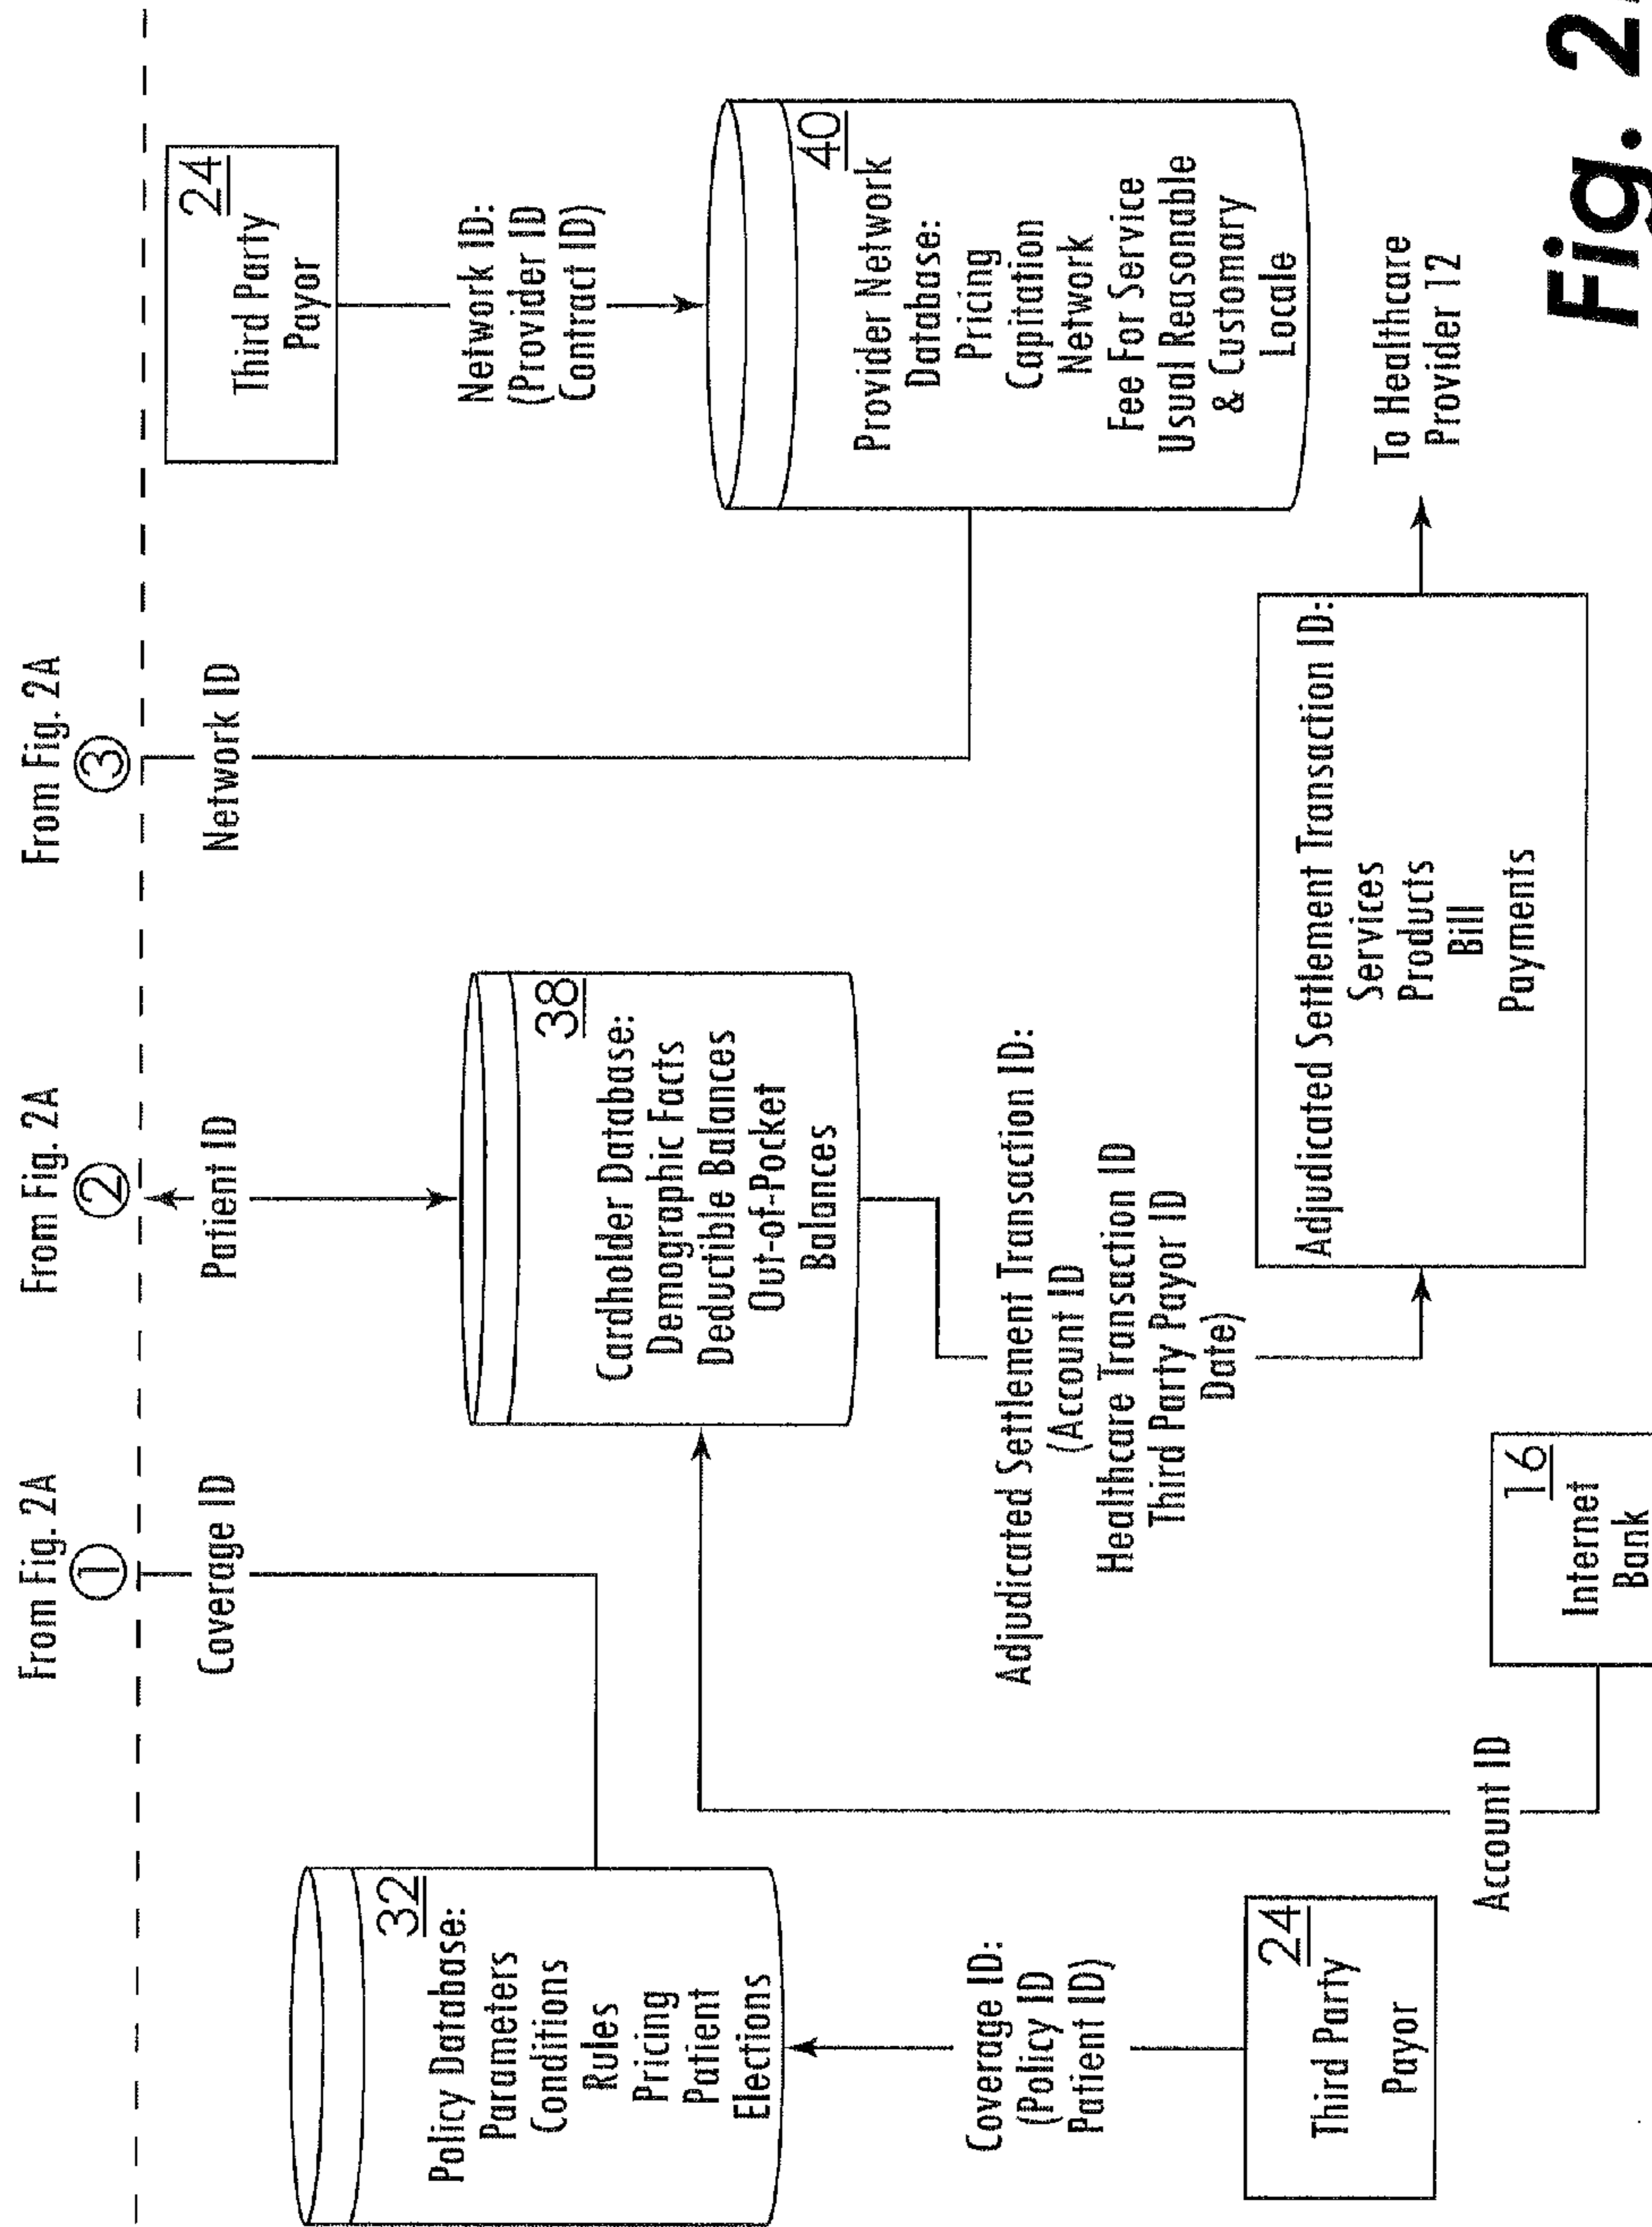 From Fig. 2A
1
Coverage ID
From Fig. 2A
2
Patient ID
From Fig. 2A
3
Network ID
32
Policy Database:
Parameters
Conditions
Rules
Pricing
Patient
Elections
Coverage ID:
(Policy ID
Patient ID)
24
Third Party
Payor
38
Cardholder Database:
Demographic Facts
Deductible Balances
Out-of-Pocket
Balances
Adjudicated Settlement Transaction ID:
(Account ID
Healthcare Transaction ID
Third Party Payor ID
Date)
Account ID
16
Internet
Bank
24
Third Party
Payor
Network ID:
(Provider ID
Contract ID)
40
Provider Network
Database:
Pricing
Capitation
Network
Fee For Service
Usual Reasonable
& Customary
Locale
Adjudicated Settlement Transaction ID:
Services
Products
Bill
Payments
To Healthcare
Provider 12
Fig.